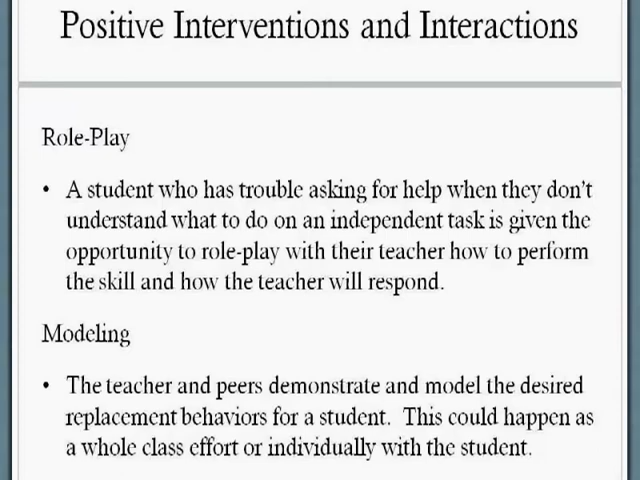 Positive Interventions and Interactions
Role-Play
• A student who has trouble asking for help when they don't
understand what to do on an independent task is given the
opportunity to role-play with their teacher how to perform
the skill and how the teacher will respond.
Modeling
• The teacher and peers demonstrate and model the desired
replacement behaviors for a student.  This could happen as
a whole class effort or individually with the student.